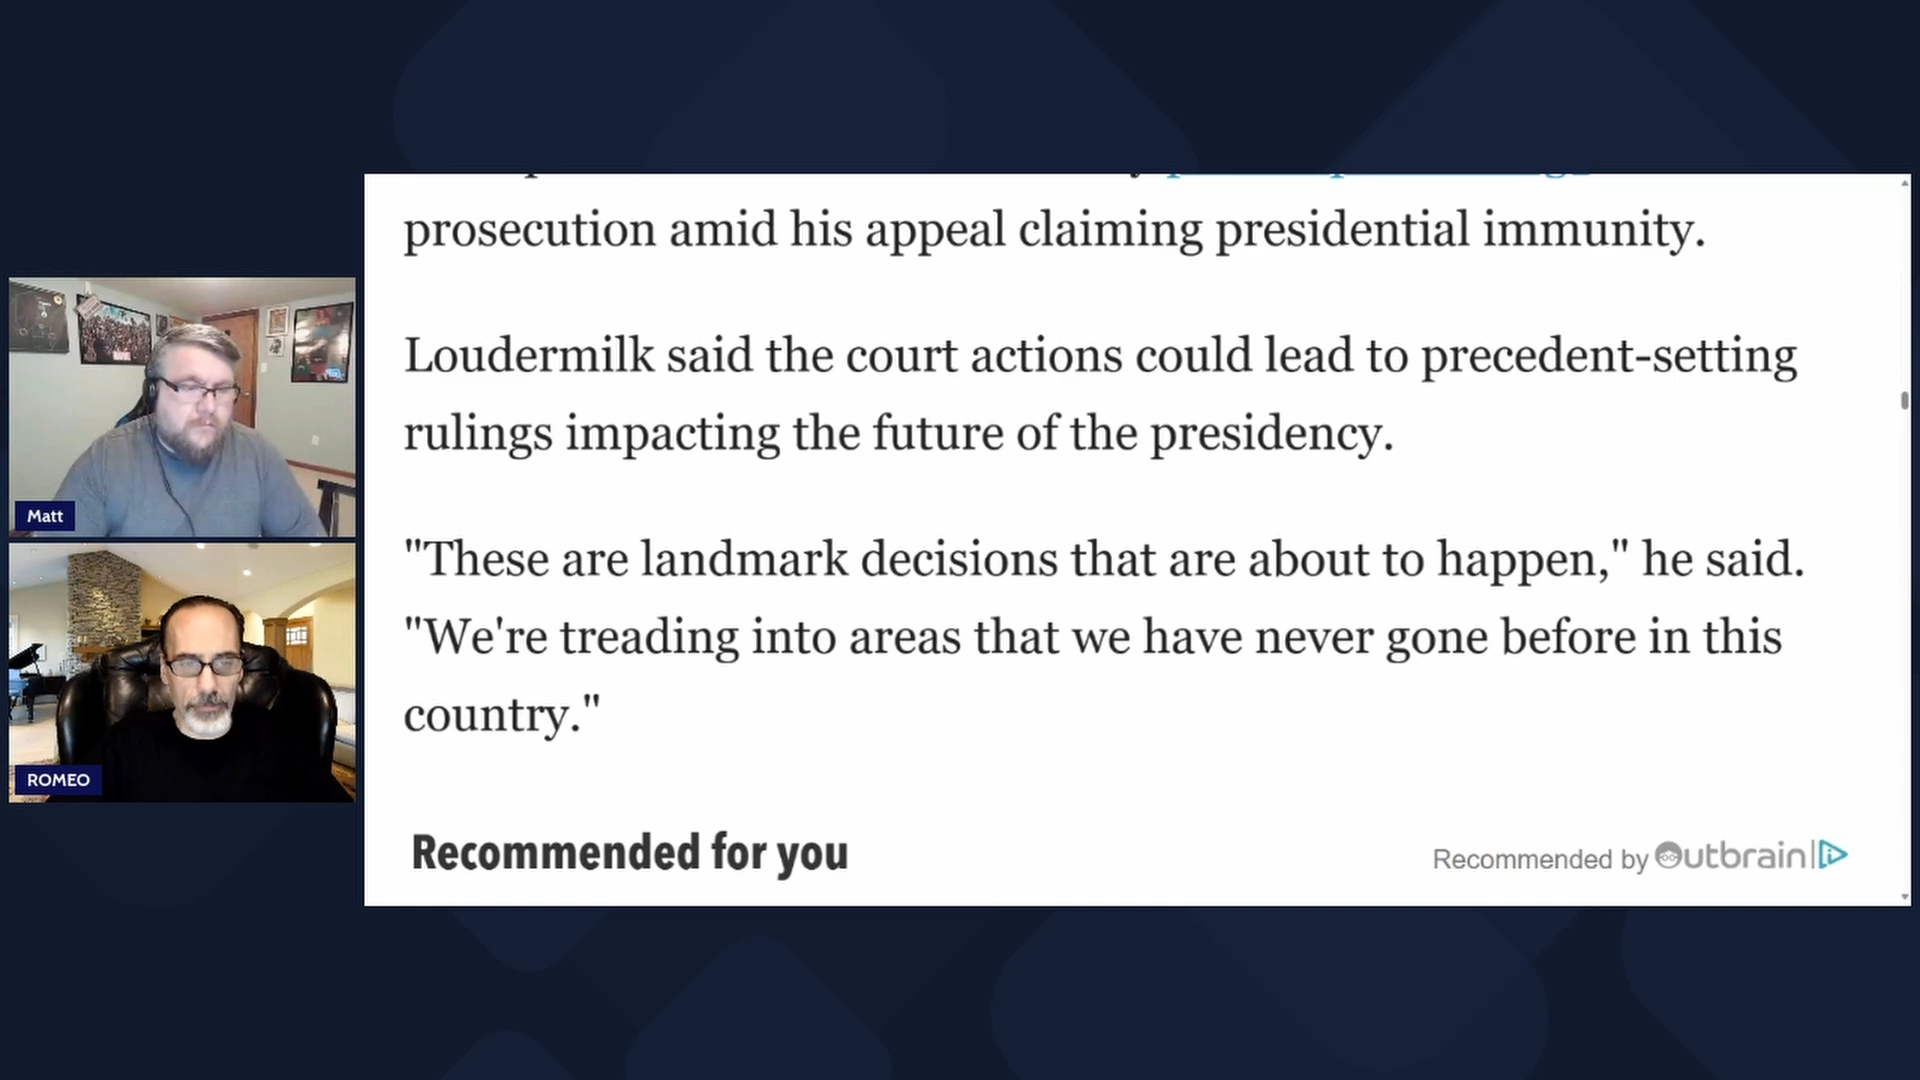 prosecution amid his appeal claiming presidential immunity.
Loudermilk said the court actions could lead to precedent-setting
rulings impacting the future of the presidency.
"These are landmark decisions that are about to happen," he said.
"We're treading into areas that we have never gone before in this
country."
Recommended for you
Recommended by Outbrain
Matt
ROMEO